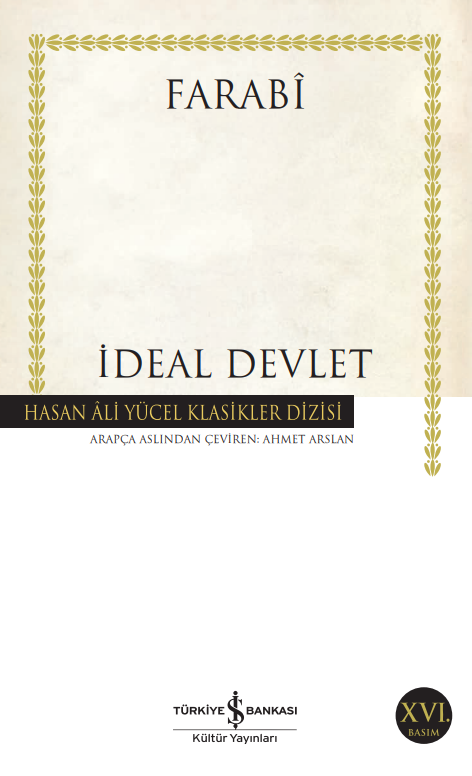 FARABÎ
İDEAL DEVLET
HASAN ÂLİ YÜCEL KLASİKLER DİZİSİ
ARAPÇA ASLINDAN ÇEVİREN: AHMET ARSLAN
TÜRKİYE İŞ BANKASI
Kültür Yayınları
XVI.
BASIM